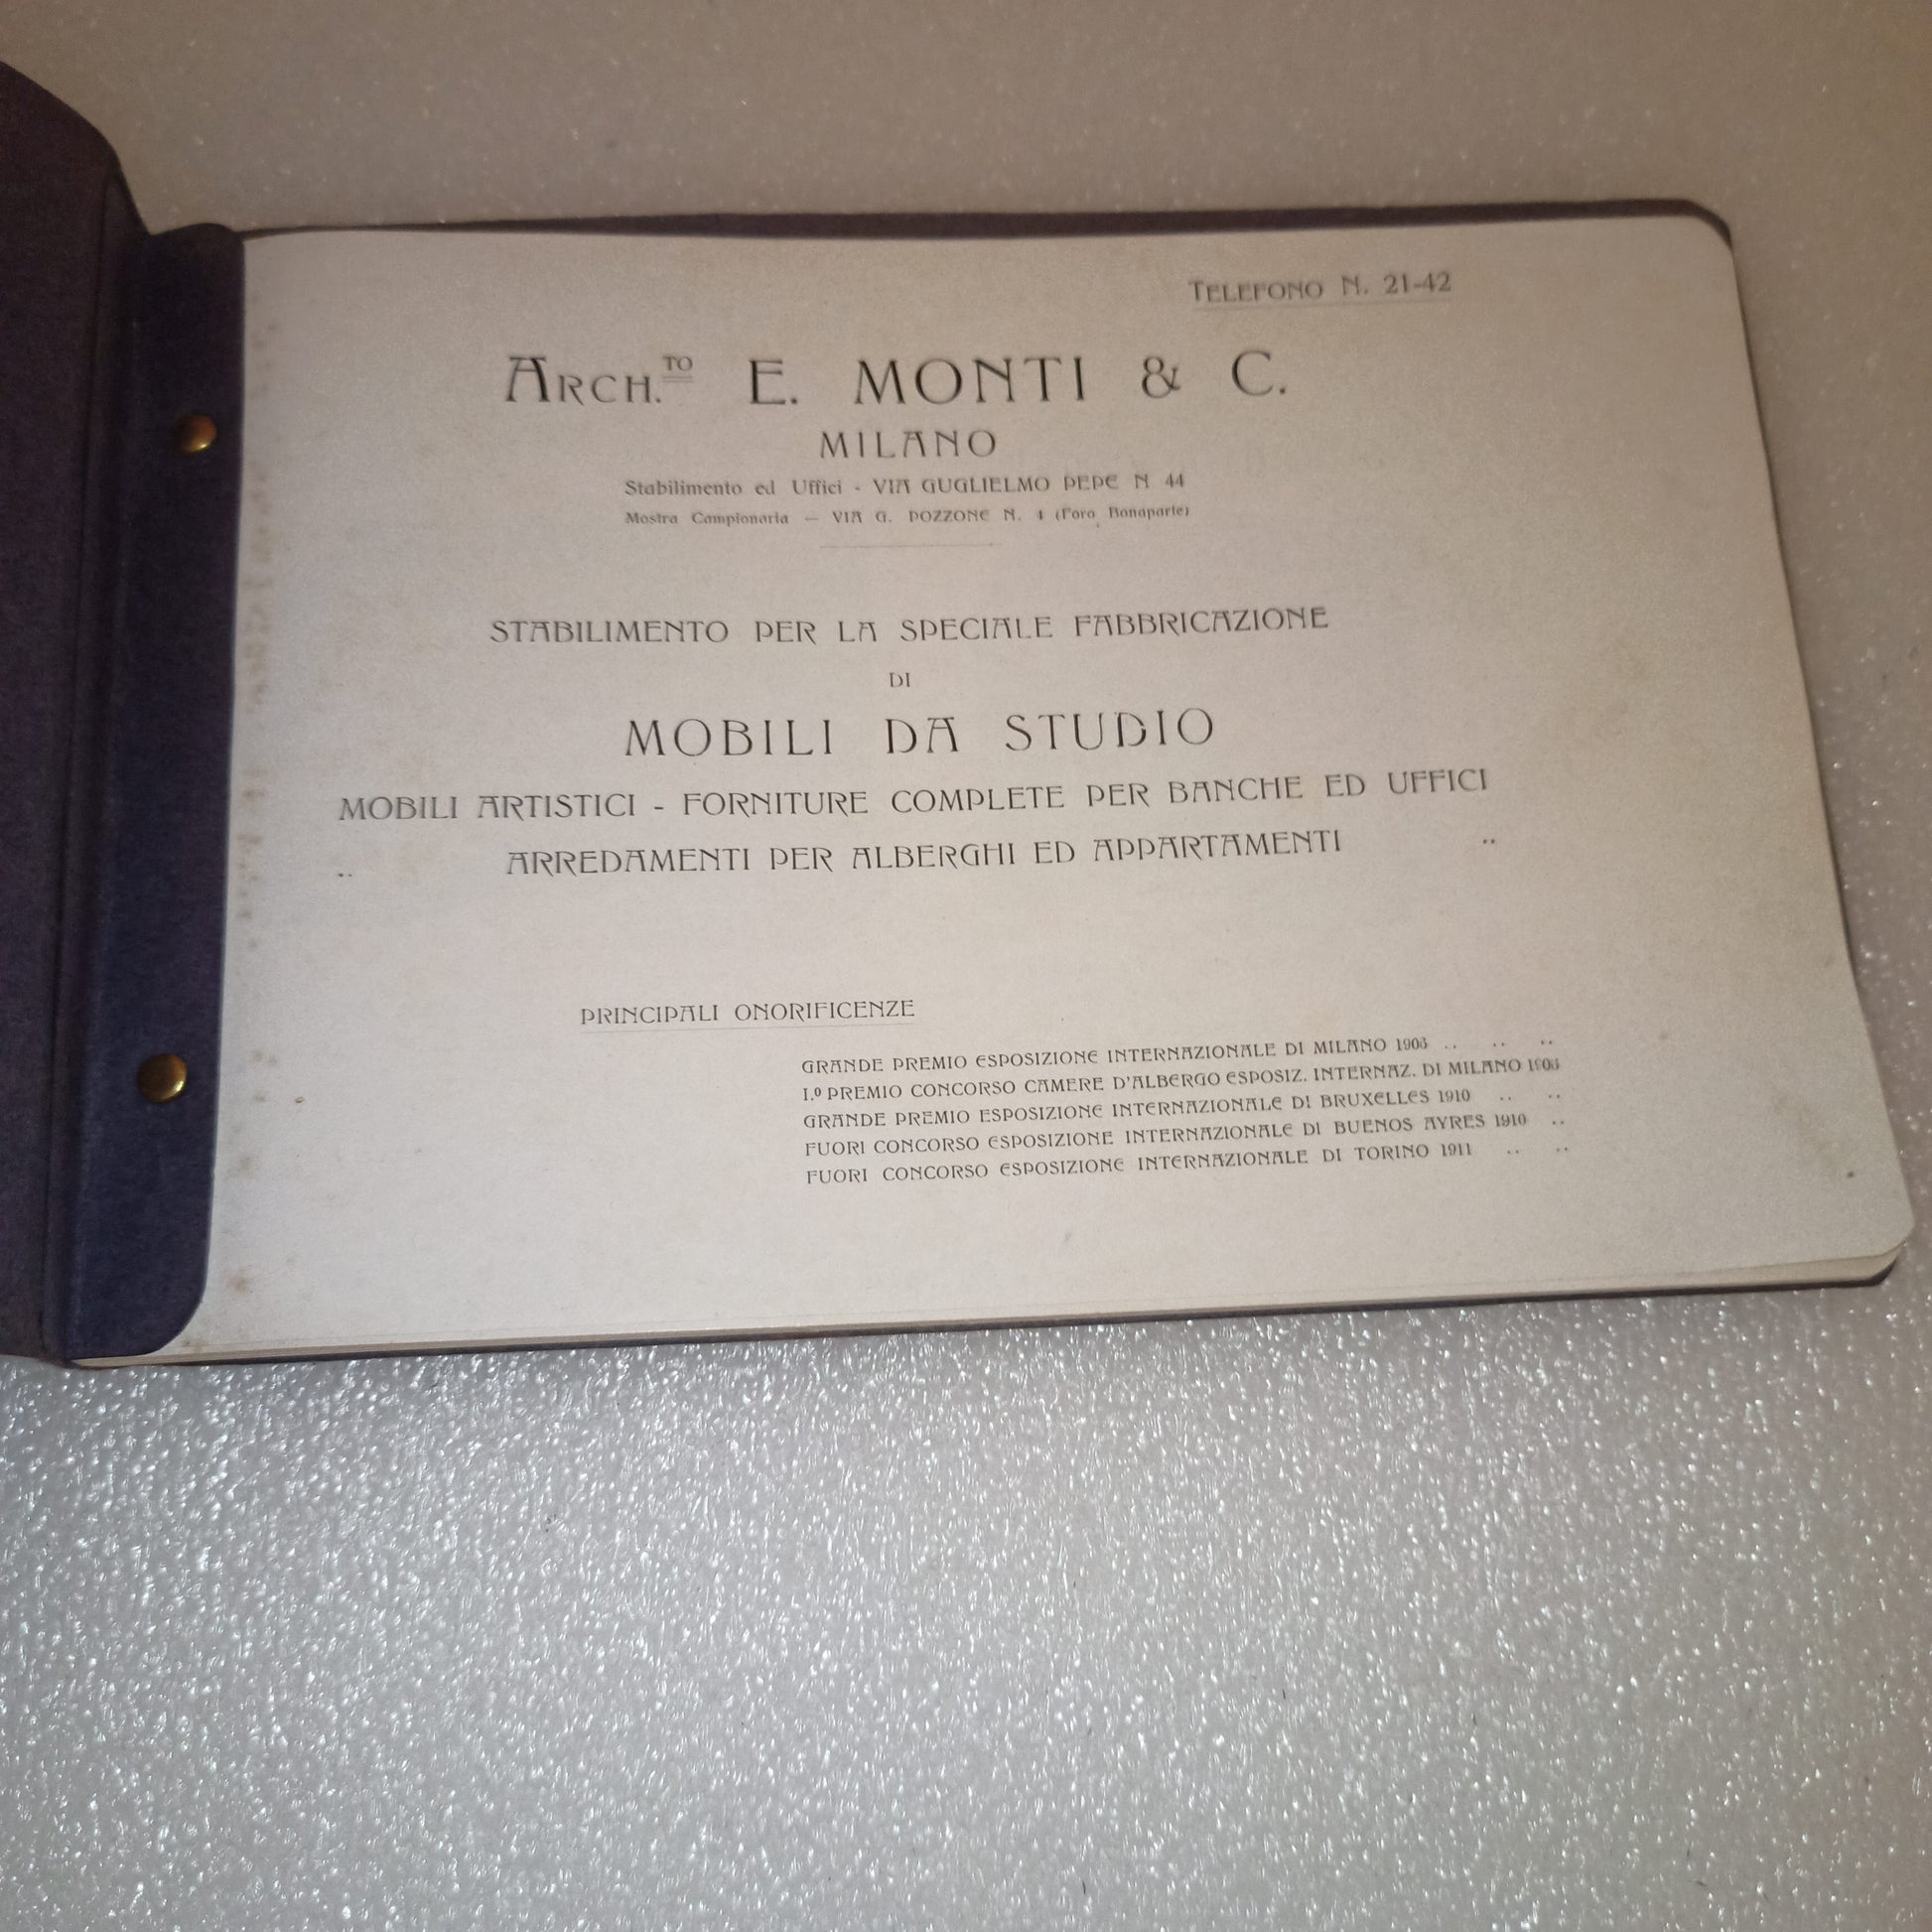 TELEFONO N. 21-42
ARCH.TO E. MONTI & C.
MILANO
Stabilimento ed Uffici - VIA GUGLIELMO PEPE N 44
Mostra Campionaria — VIA G. POZZONE N. 4 (Foro Bonaparte)
STABILIMENTO PER LA SPECIALE FABBRICAZIONE
DI
MOBILI DA STUDIO
MOBILI ARTISTICI - FORNITURE COMPLETE PER BANCHE ED UFFICI
.. ARREDAMENTI PER ALBERGHI ED APPARTAMENTI ..
PRINCIPALI ONORIFICENZE
GRANDE PREMIO ESPOSIZIONE INTERNAZIONALE DI MILANO 1906 .. .. ..
I.º PREMIO CONCORSO CAMERE D'ALBERGO ESPOSIZ. INTERNAZ. DI MILANO 1906
GRANDE PREMIO ESPOSIZIONE INTERNAZIONALE DI BRUXELLES 1910 .. ..
FUORI CONCORSO ESPOSIZIONE INTERNAZIONALE DI BUENOS AYRES 1910 ..
FUORI CONCORSO ESPOSIZIONE INTERNAZIONALE DI TORINO 1911 .. ..